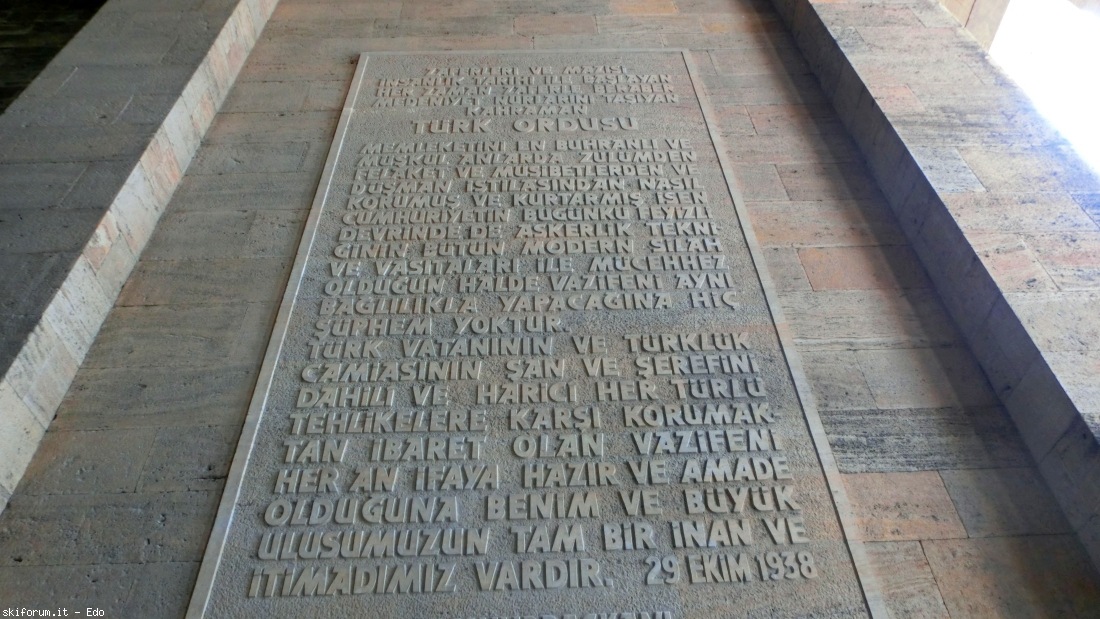 ZAFERLERİ VE MAZİSİ
İNSANLIK TARİHİ İLE BAŞLAYAN
HER ZAMAN ZAFERLE BERABER
MEDENİYET NURLARINI TAŞIYAN
KAHRAMAN
TÜRK ORDUSU
MEMLEKETİNİ EN BUHRANLI VE
MÜŞKÜL ANLARDA ZULÜMDEN
FELAKET VE MUSİBETLERDEN VE
DÜŞMAN İSTİLASINDAN NASIL
KORUMUŞ VE KURTARMIŞ İSEN
CUMHURİYETİN BUGÜNKÜ FEYİZLİ
DEVRİNDE DE ASKERLİK TEKNİ
ĞİNİN BÜTÜN MODERN SİLAH
VE VASITALARI İLE MÜCEHHEZ
OLDUĞUN HALDE VAZİFENİ AYNI
BAĞLILIKLA YAPACAĞINA HİÇ
ŞÜPHEM YOKTUR.
TÜRK VATANININ VE TÜRKLÜK
CAMİASININ ŞAN VE ŞEREFİNİ
DAHİLİ VE HARİCİ HER TÜRLÜ
TEHLİKELERE KARŞI KORUMAK
TAN İBARET OLAN VAZİFENİ
HER AN İFAYA HAZIR VE AMADE
OLDUĞUNA BENİM VE BÜYÜK
ULUSUMUZUN TAM BİR İNAN VE
İTİMADIMIZ VARDIR. 29 EKİM 1938
skiforum.it - Edo